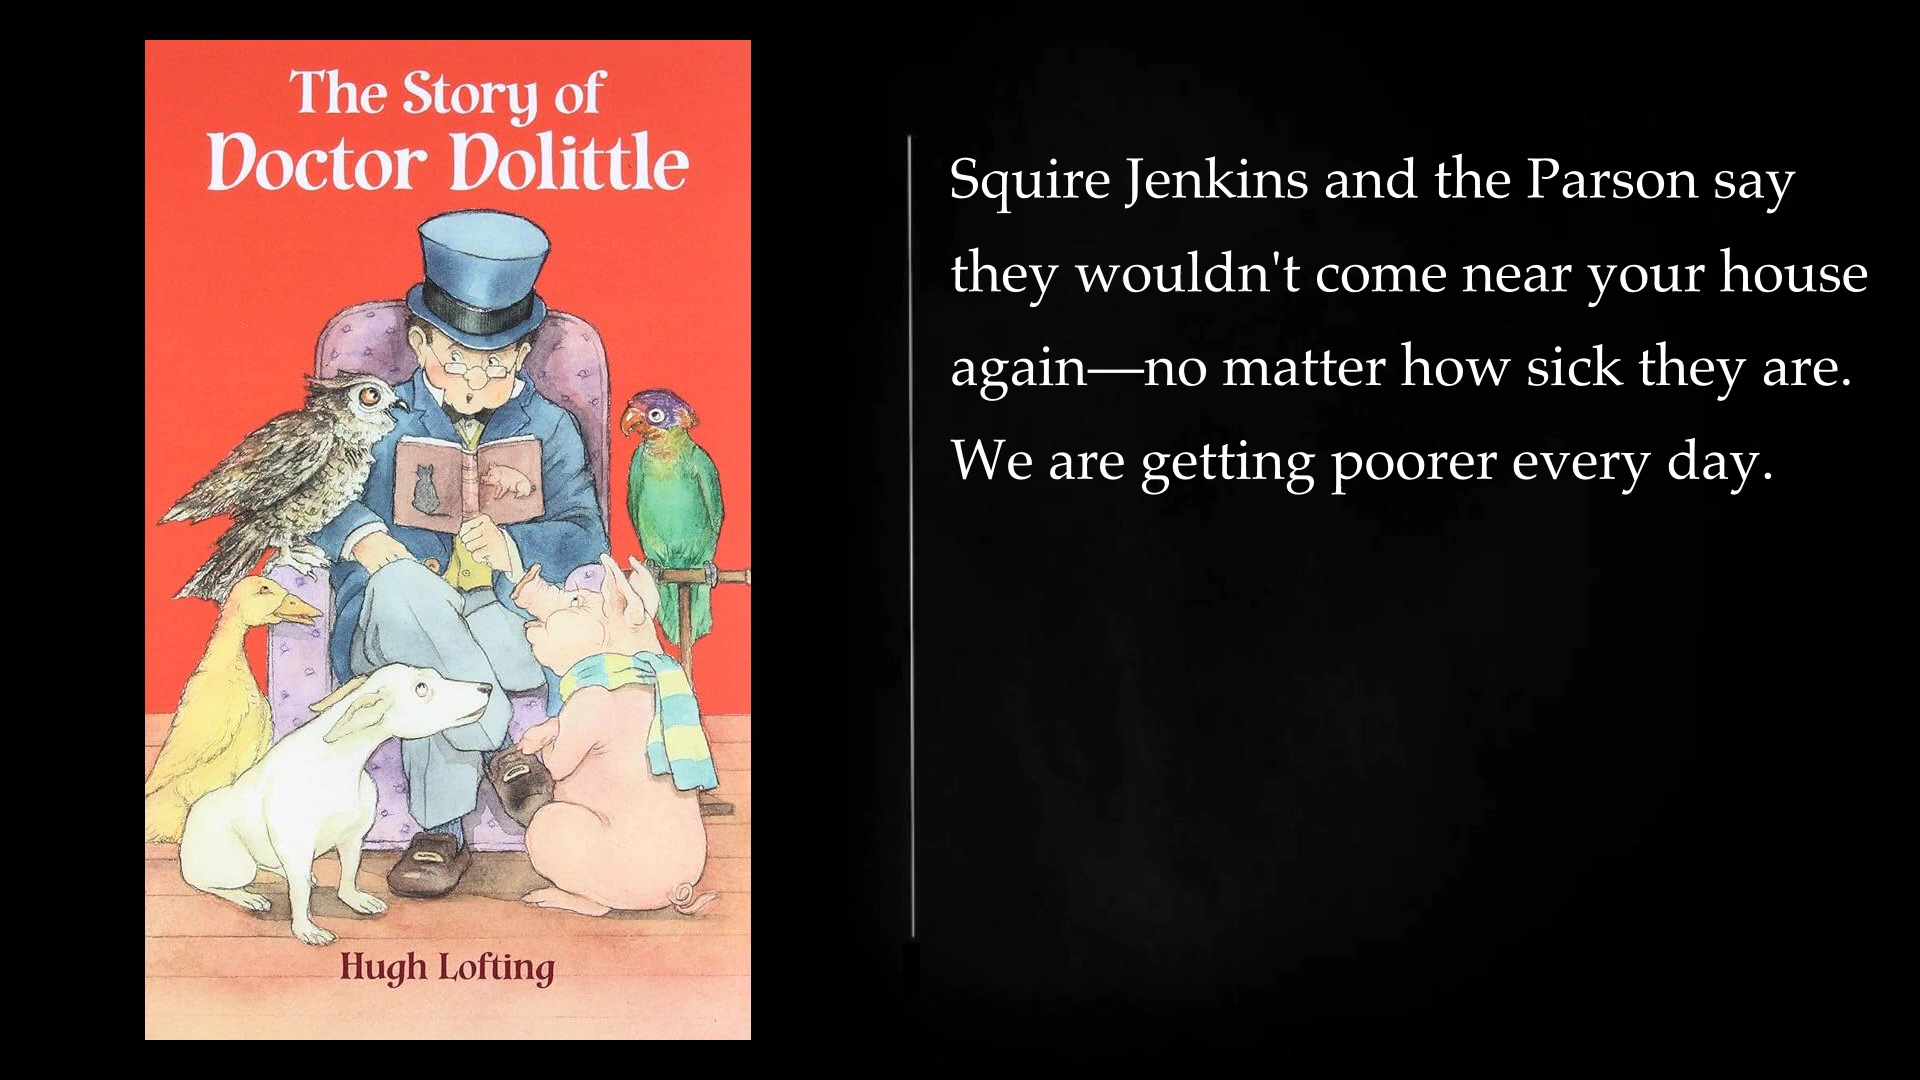 The Story of
Doctor Dolittle
Hugh Lofting
Squire Jenkins and the Parson say
they wouldn't come near your house
again—no matter how sick they are.
We are getting poorer every day.